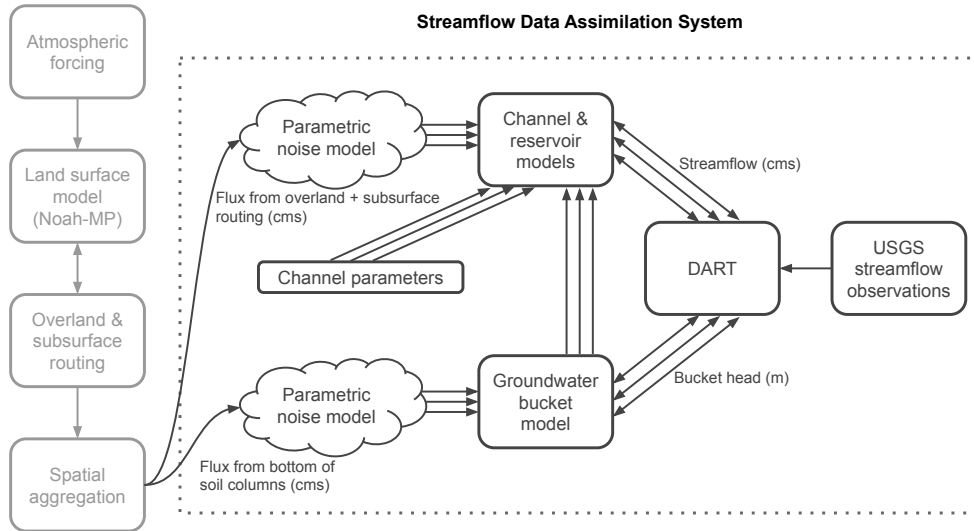 Streamflow Data Assimilation System
Atmospheric
forcing
Land surface
model
(Noah-MP)
Overland &
subsurface
routing
Spatial
aggregation
Parametric
noise model
Flux from overland + subsurface
routing (cms)
Channel &
reservoir
models
Streamflow (cms)
Channel parameters
DART
USGS
streamflow
observations
Parametric
noise model
Flux from bottom of
soil columns (cms)
Groundwater
bucket
model
Bucket head (m)